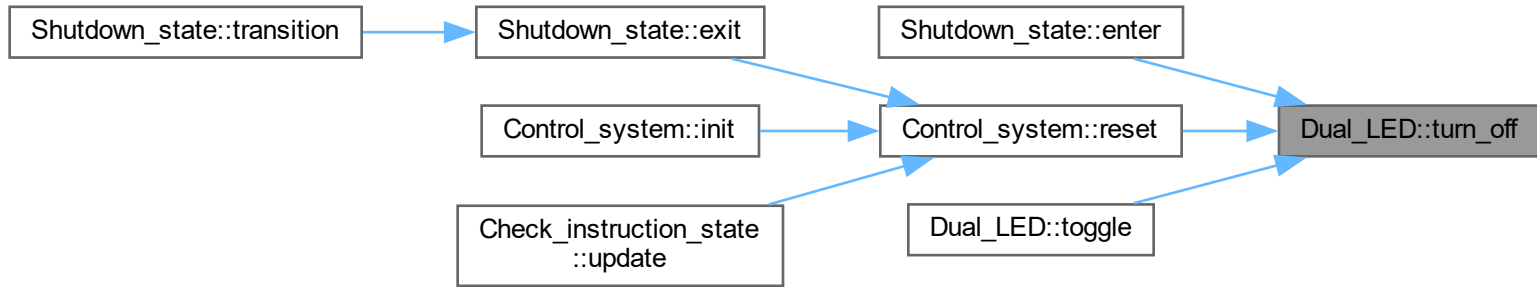 Shutdown_state::transition
Shutdown_state::exit
Shutdown_state::enter
Control_system::init
Control_system::reset
Dual_LED::turn_off
Check_instruction_state
::update
Dual_LED::toggle